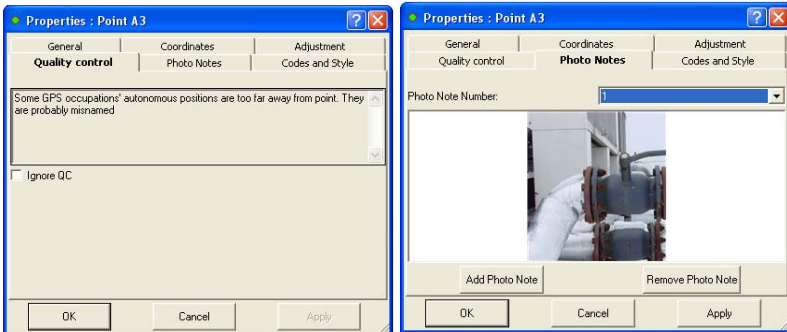 Properties : Point A3
General Coordinates Adjustment
Quality control Photo Notes Codes and Style
Some GPS occupations' autonomous positions are too far away from point. They
are probably misnamed
Ignore QC
OK Cancel Apply
Properties : Point A3
General Coordinates Adjustment
Quality control Photo Notes Codes and Style
Photo Note Number: 1
Add Photo Note Remove Photo Note
OK Cancel Apply